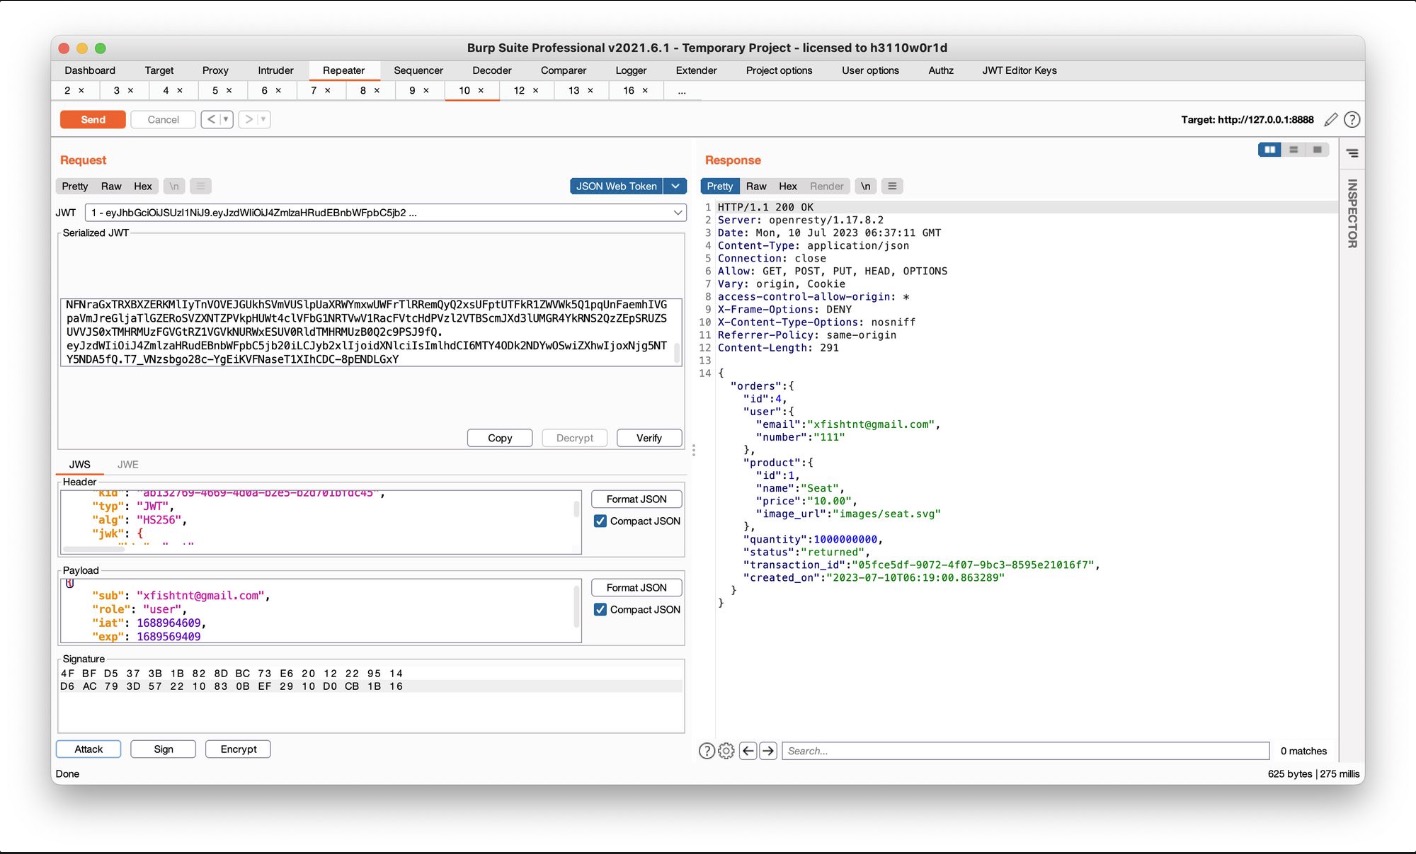 Burp Suite Professional v2021.6.1 - Temporary Project - licensed to h3110w0r1d
Dashboard Target Proxy Intruder Repeater Sequencer Decoder Comparer Logger Extender Project options User options Authz JWT Editor Keys
2 × 3 × 4 × 5 × 6 × 7 × 8 × 9 × 10 × 12 × 13 × 16 × ...
Send Cancel < >
Target: http://127.0.0.1:8888
Request
Pretty Raw Hex \n
JSON Web Token
JWT 1 - eyJhbGciOiJSUzI1NiJ9.eyJzdWIiOiJ4ZmlzaHRudEBnbWFpbC5jb2 ...
Serialized JWT
eyJzdWIiOiJ4ZmlzaHRudEBnbWFpbC5jb20iLCJyb2xlIjoidXNlciIsImlhdCI6MTY4ODk2NDYwOSwiZXhwIjoxNjg5NT
Y5NDA5fQ.T7_VNzsbgo28c-YgEiKVFNaseT1XIhCDC-8pENDLGxY
Copy Decrypt Verify
JWS JWE
Header
"typ": "JWT",
"alg": "HS256",
"jwk": {
Format JSON
Compact JSON
Payload
"sub": "xfishtnt@gmail.com",
"role": "user",
"iat": 1688964609,
"exp": 1689569409
Format JSON
Compact JSON
Signature
4F BF D5 37 3B 1B 82 8D BC 73 E6 20 12 22 95 14
D6 AC 79 3D 57 22 10 83 0B EF 29 10 D0 CB 1B 16
Attack Sign Encrypt
Done
Response
Pretty Raw Hex Render \n
INSPECTOR
1 HTTP/1.1 200 OK
2 Server: openresty/1.17.8.2
3 Date: Mon, 10 Jul 2023 06:37:11 GMT
4 Content-Type: application/json
5 Connection: close
6 Allow: GET, POST, PUT, HEAD, OPTIONS
7 Vary: origin, Cookie
8 access-control-allow-origin: *
9 X-Frame-Options: DENY
10 X-Content-Type-Options: nosniff
11 Referrer-Policy: same-origin
12 Content-Length: 291
13
14 {
"orders":{
"id":4,
"user":{
"email":"xfishtnt@gmail.com",
"number":"111"
},
"product":{
"id":1,
"name":"Seat",
"price":"10.00",
"image_url":"images/seat.svg"
},
"quantity":1000000000,
"status":"returned",
"transaction_id":"05fce5df-9072-4f07-9bc3-8595e21016f7",
"created_on":"2023-07-10T06:19:00.863289"
}
}
Search...
0 matches
625 bytes | 275 millis